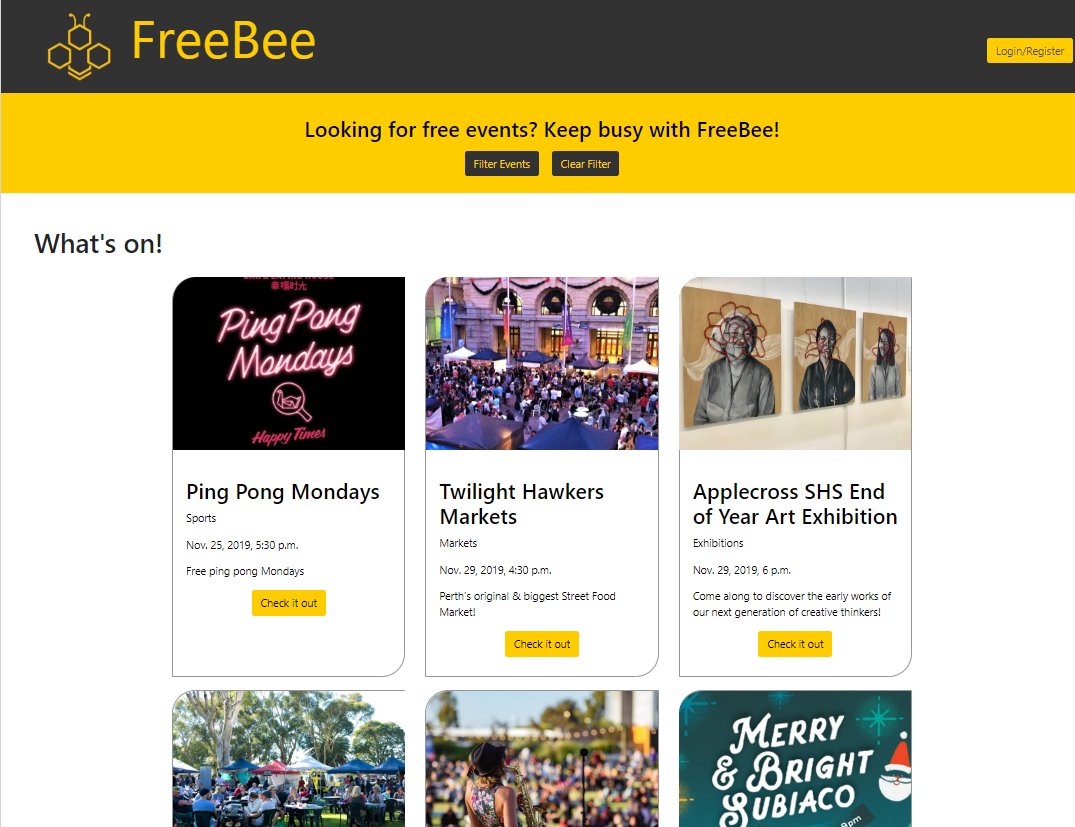 FreeBee
Login/Register
Looking for free events? Keep busy with FreeBee!
Filter Events
Clear Filter
What's on!
幸福时光
Ping Pong
Mondays
Happy Times
Ping Pong Mondays
Sports
Nov. 25, 2019, 5:30 p.m.
Free ping pong Mondays
Check it out
Twilight Hawkers
Markets
Markets
Nov. 29, 2019, 4:30 p.m.
Perth's original & biggest Street Food
Market!
Check it out
Applecross SHS End
of Year Art Exhibition
Exhibitions
Nov. 29, 2019, 6 p.m.
Come along to discover the early works of
our next generation of creative thinkers!
Check it out
MERRY
& BRIGHT
SUBIACO
9pm